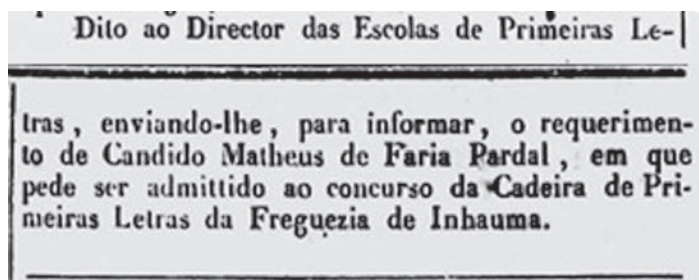 Dito ao Director das Escolas de Primeiras Le-
tras, enviando-lhe, para informar, o requerimen-
to de Candido Matheus de Faria Pardal, em que
pede ser admittido ao concurso da Cadeira de Pri-
meiras Letras da Freguezia de Inhauma.